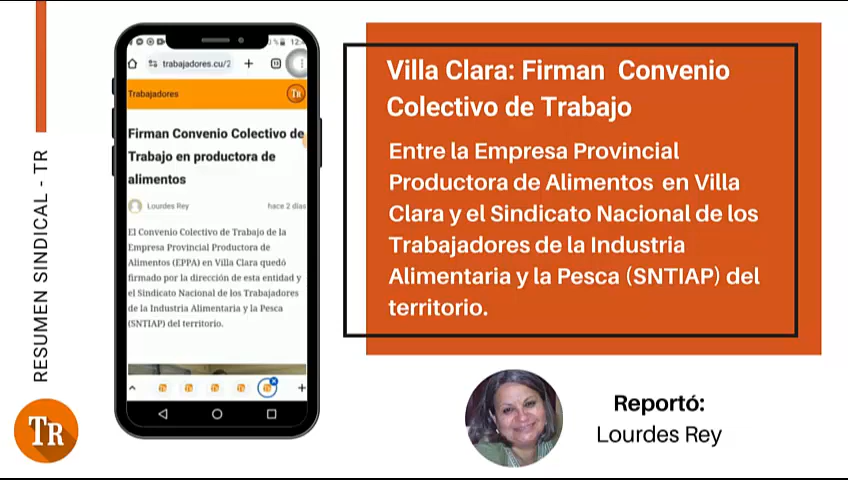 RESUMEN SINDICAL - TR
TR
trabajadores.cu/2
Trabajadores
TR
Firman Convenio Colectivo de
Trabajo en productora de
alimentos
Lourdes Rey
hace 2 días
El Convenio Colectivo de Trabajo de la
Empresa Provincial Productora de
Alimentos (EPPA) en Villa Clara quedó
firmado por la dirección de esta entidad y
el Sindicato Nacional de los Trabajadores
de la Industria Alimentaria y la Pesca
(SNTIAP) del territorio.
Villa Clara: Firman Convenio
Colectivo de Trabajo
Entre la Empresa Provincial
Productora de Alimentos en Villa
Clara y el Sindicato Nacional de los
Trabajadores de la Industria
Alimentaria y la Pesca (SNTIAP) del
territorio.
Reportó:
Lourdes Rey